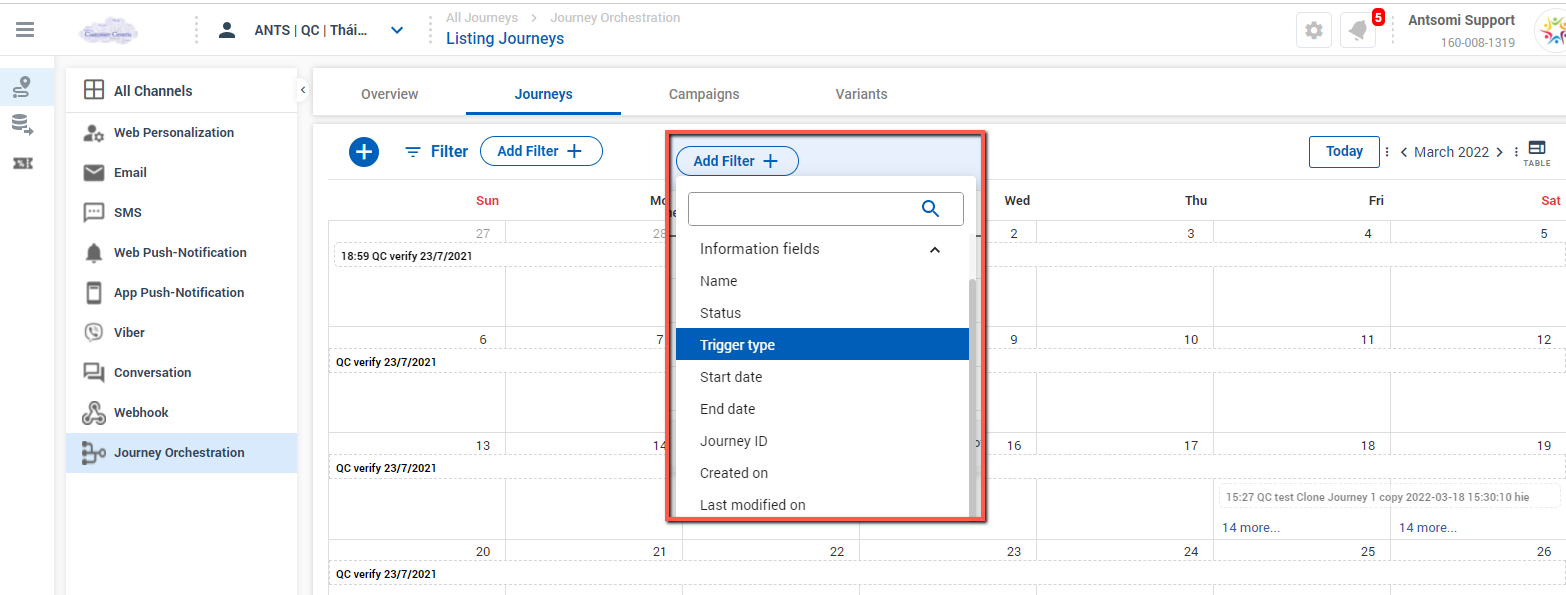 All Journeys > Journey Orchestration
ANTS | QC | Thái...
Listing Journeys
5
Antsomi Support
160-008-1319
All Channels
Web Personalization
Email
SMS
Web Push-Notification
App Push-Notification
Viber
Conversation
Webhook
Journey Orchestration
Overview Journeys Campaigns Variants
Filter Add Filter +
Today < March 2022 > TABLE
Add Filter +
Information fields
Name
Status
Trigger type
Start date
End date
Journey ID
Created on
Last modified on
Sun Mo Wed Thu Fri Sat
27 28 2 3 4 5
18:59 QC verify 23/7/2021
6 7 9 10 11 12
QC verify 23/7/2021
13 14 16 17 18 19
QC verify 23/7/2021
15:27 QC test Clone Journey 1 copy 2022-03-18 15:30:10 hie
14 more... 14 more...
20 21 22 23 24 25 26
QC verify 23/7/2021